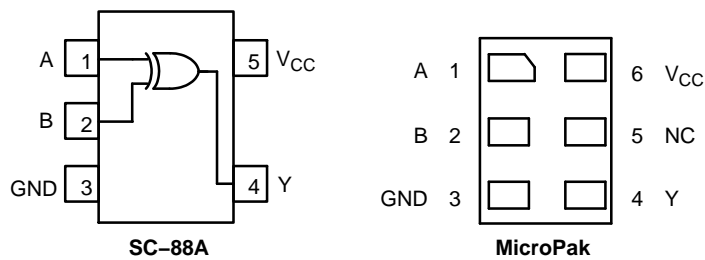 A 1 5 VCC
B 2
GND 3 4 Y
SC–88A
A 1 6 VCC
B 2 5 NC
GND 3 4 Y
MicroPak